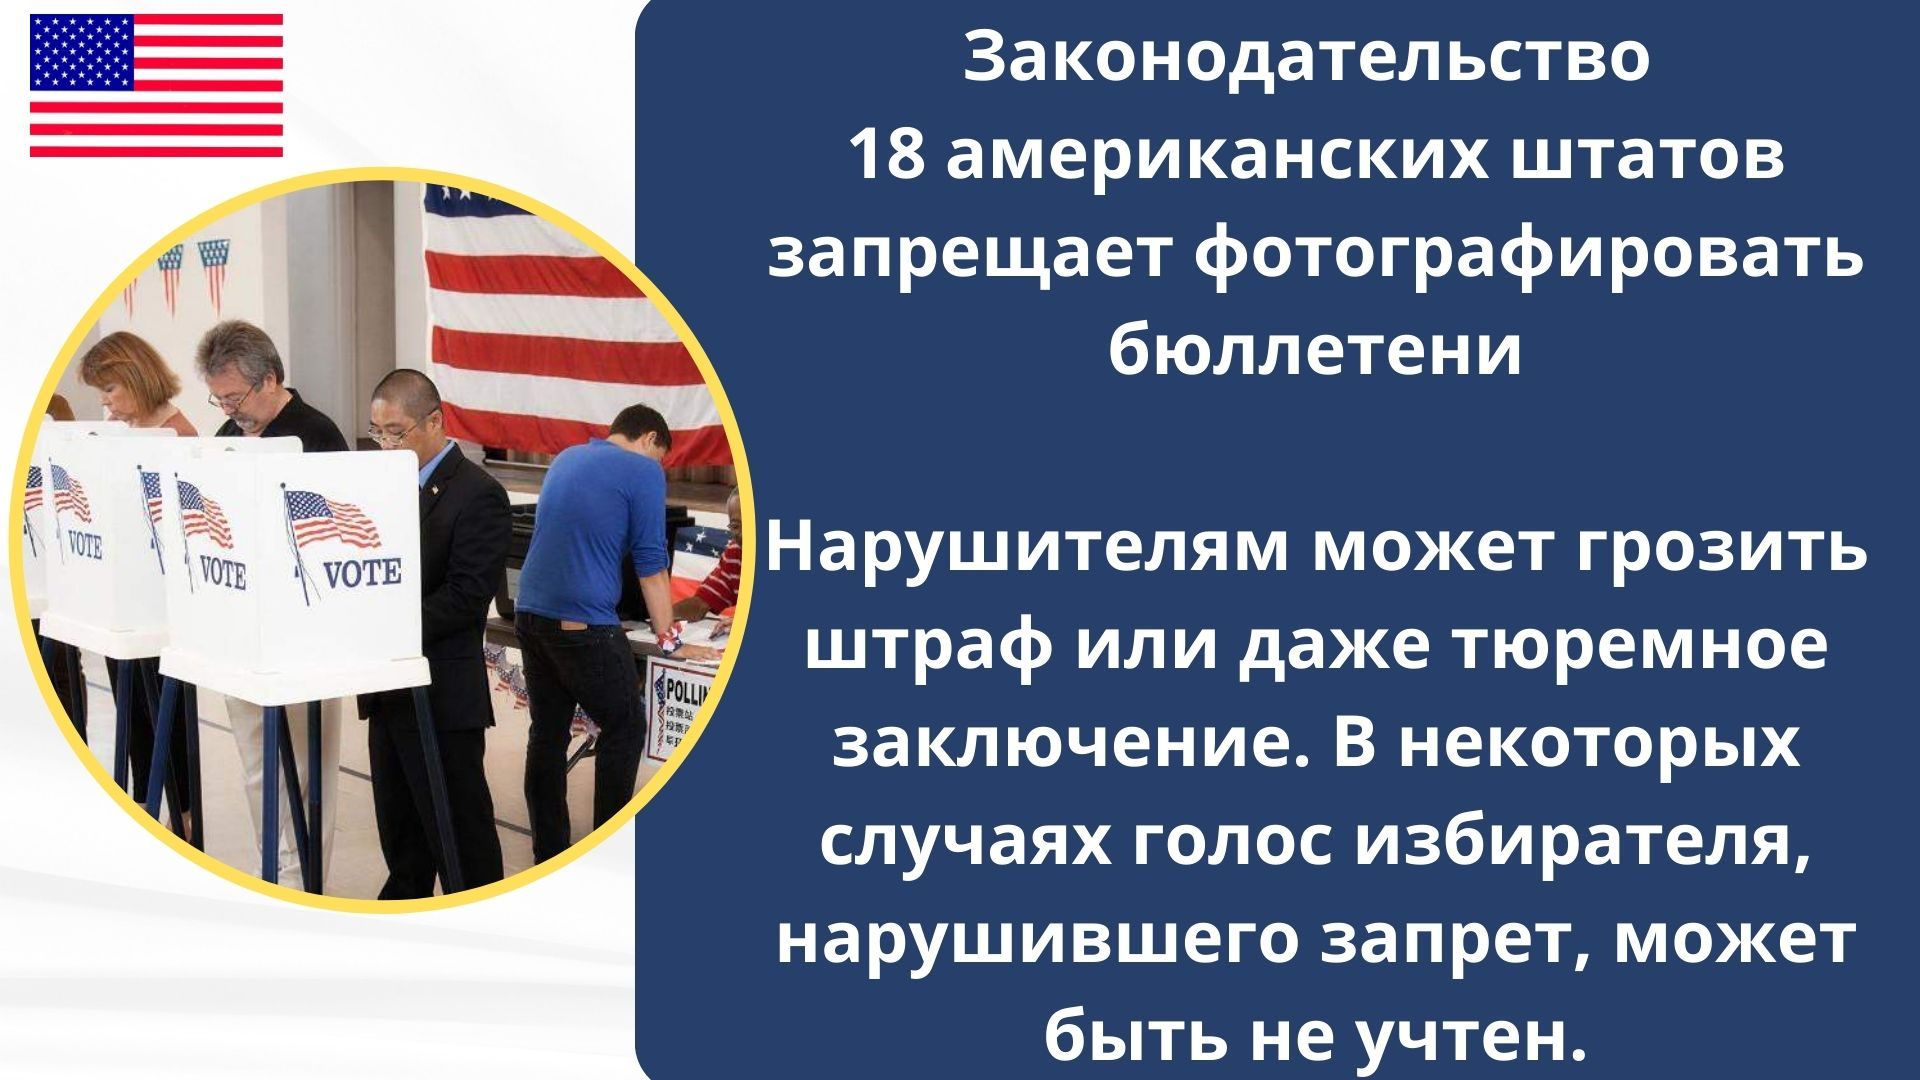 Законодательство
18 американских штатов
запрещает фотографировать
бюллетени
Нарушителям может грозить
штраф или даже тюремное
заключение. В некоторых
случаях голос избирателя,
нарушившего запрет, может
быть не учтен.
VOTE
VOTE
VOTE